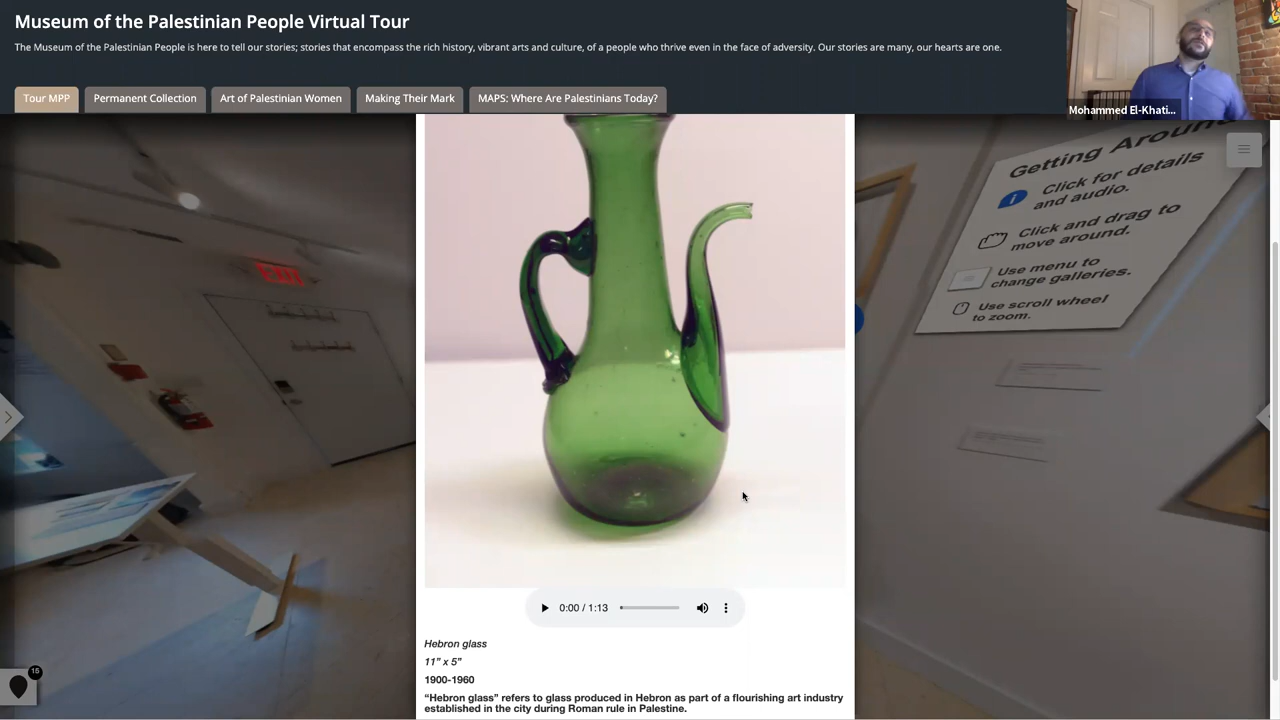 Museum of the Palestinian People Virtual Tour
The Museum of the Palestinian People is here to tell our stories; stories that encompass the rich history, vibrant arts and culture, of a people who thrive even in the face of adversity. Our stories are many, our hearts are one.
Tour MPP
Permanent Collection
Art of Palestinian Women
Making Their Mark
MAPS: Where Are Palestinians Today?
Mohammed El-Khati...
Getting Around
Click for details
and audio.
Click and drag to
move around.
Use menu to
change galleries.
Use scroll wheel
to zoom.
0:00 / 1:13
Hebron glass
11” x 5”
1900-1960
“Hebron glass” refers to glass produced in Hebron as part of a flourishing art industry
established in the city during Roman rule in Palestine.
16